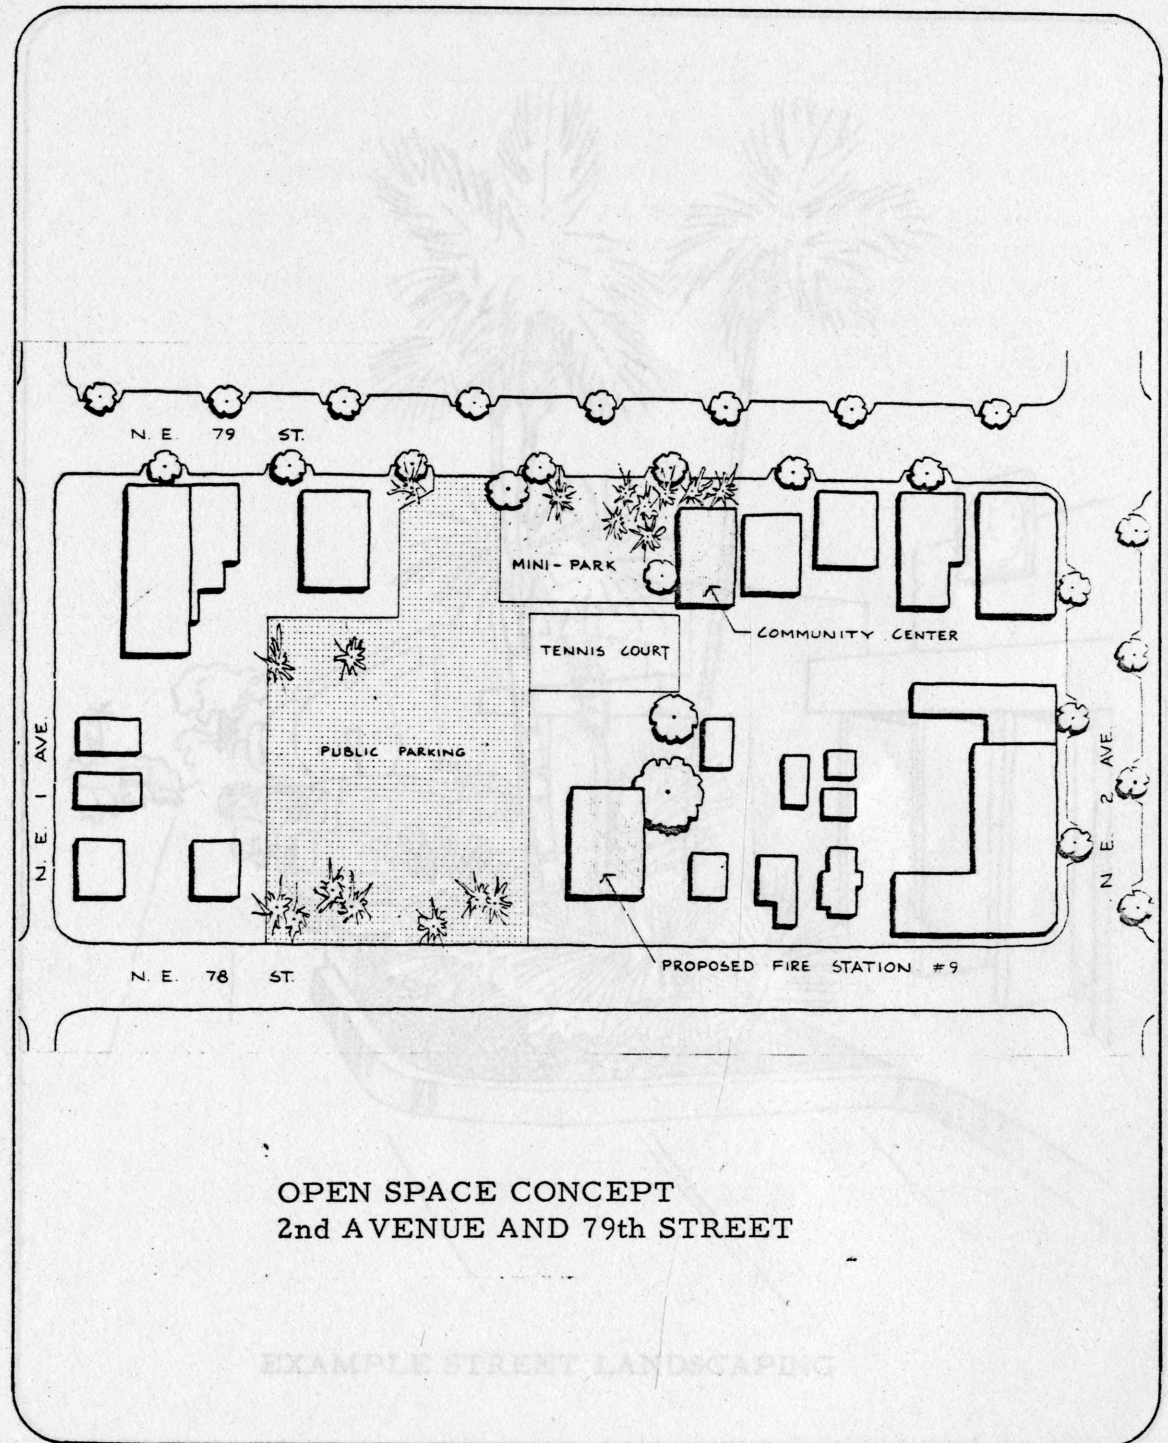 N. E. 79 ST.
MINI-PARK
COMMUNITY CENTER
TENNIS COURT
PUBLIC PARKING
N. E. 1 AVE.
N E. 2 AVE.
PROPOSED FIRE STATION #9
N. E. 78 ST.
OPEN SPACE CONCEPT
2nd AVENUE AND 79th STREET
EXAMPLE STREET LANDSCAPING